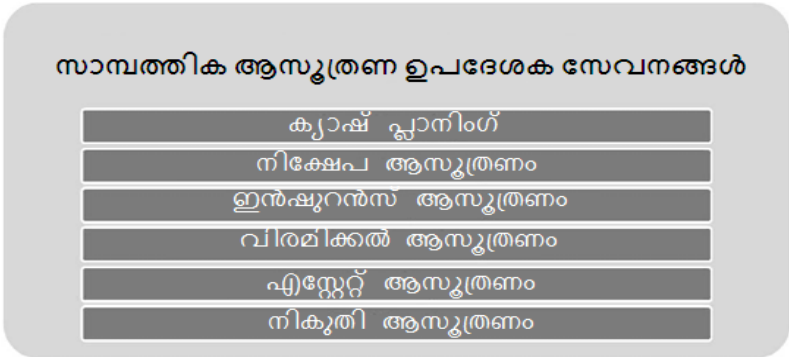 സാമ്പത്തിക ആസൂത്രണ ഉപദേശക സേവനങ്ങൾ
ക്യാഷ് പ്ലാനിംഗ്
നിക്ഷേപ ആസൂത്രണം
ഇൻഷുറൻസ് ആസൂത്രണം
വിരമിക്കൽ ആസൂത്രണം
എസ്റ്റേറ്റ് ആസൂത്രണം
നികുതി ആസൂത്രണം